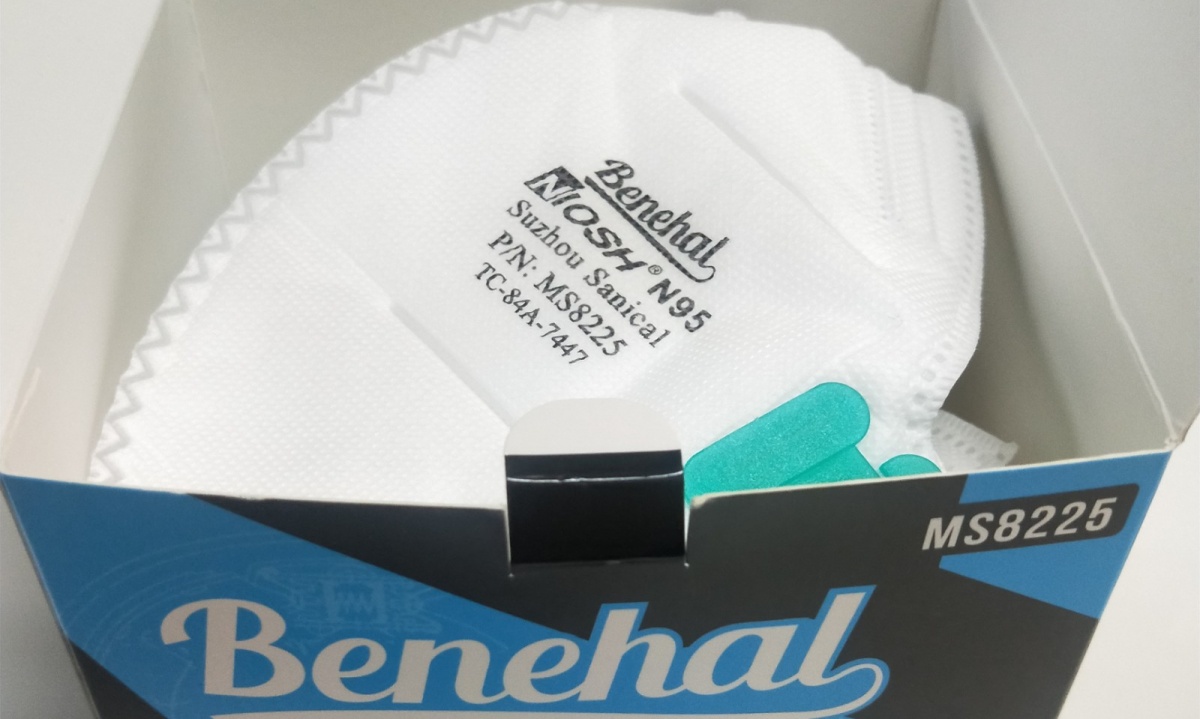 Benehal
NIOSH® N95
Suzhou Sanical
P/N: MS8225
TC-84A-7447
MS8225
Benehal